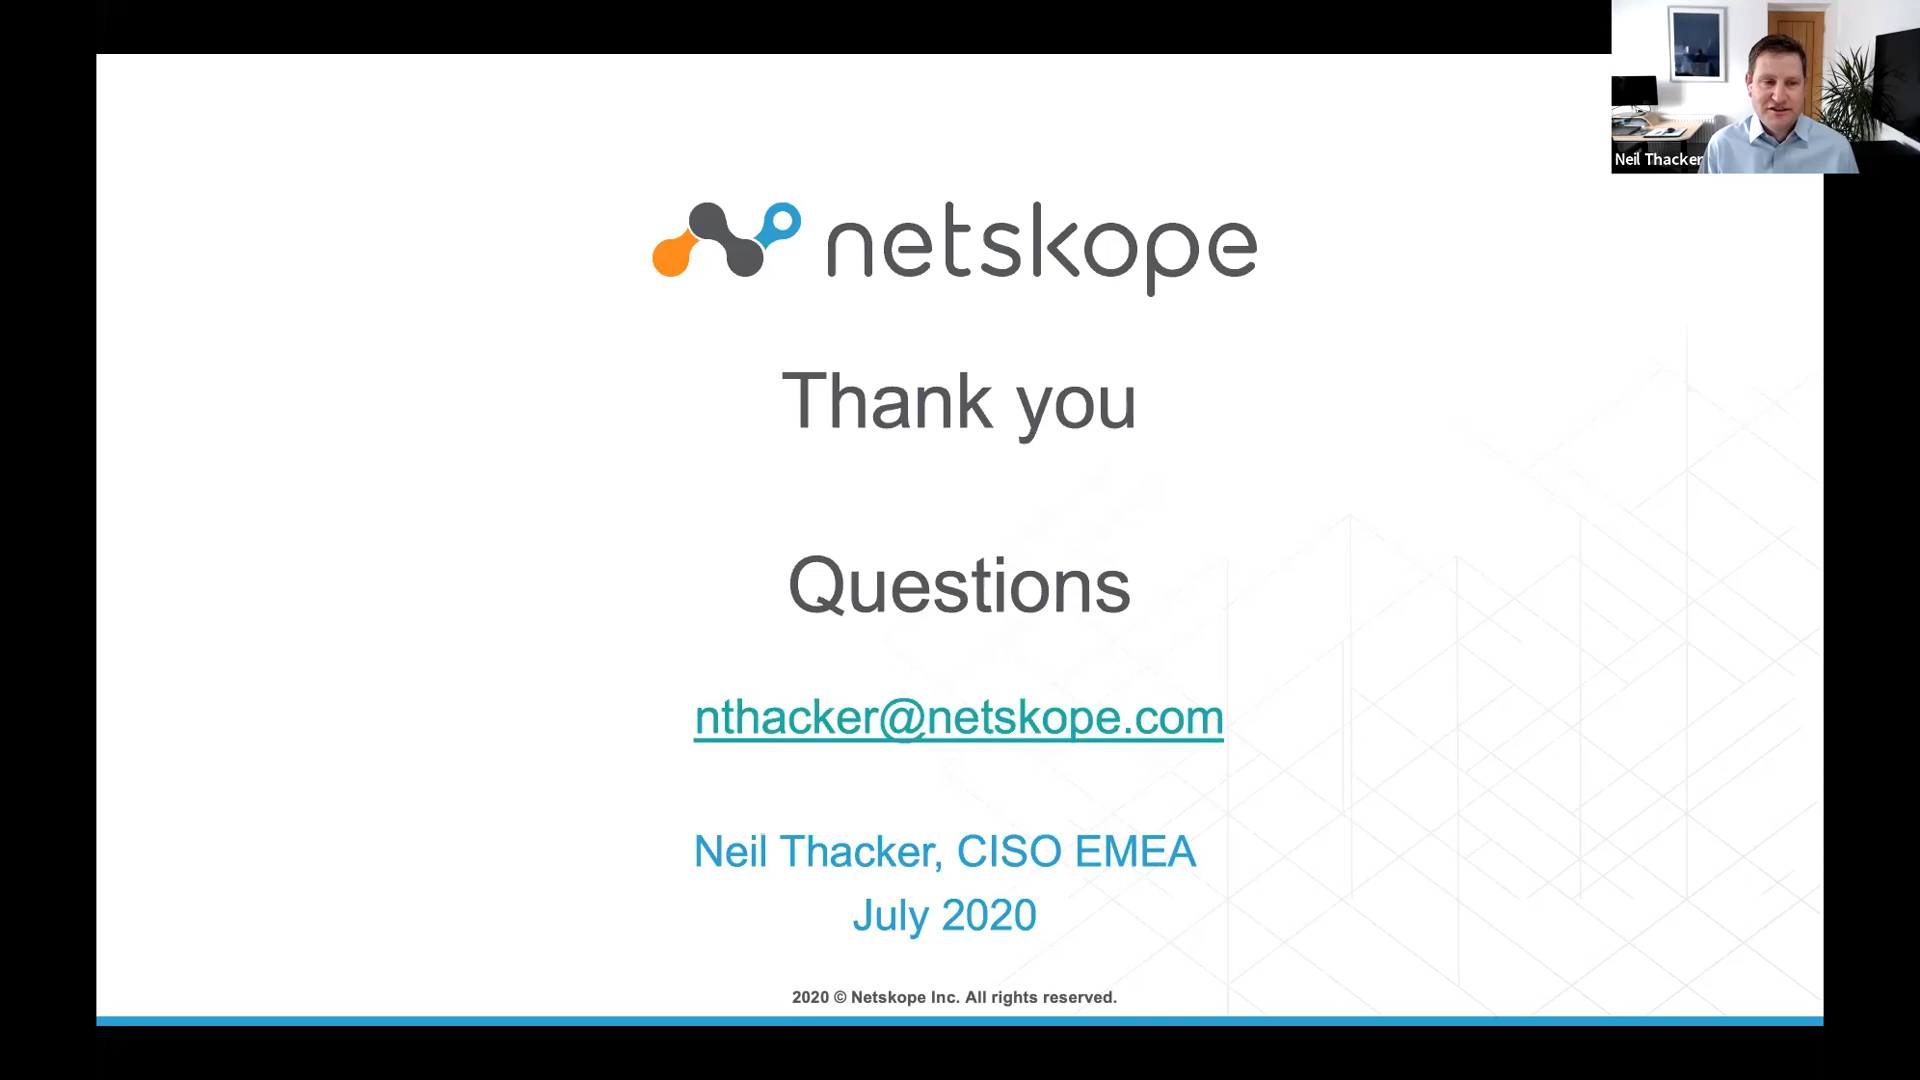 Neil Thacker
netskope
Thank you
Questions
nthacker@netskope.com
Neil Thacker, CISO EMEA
July 2020
2020 © Netskope Inc. All rights reserved.